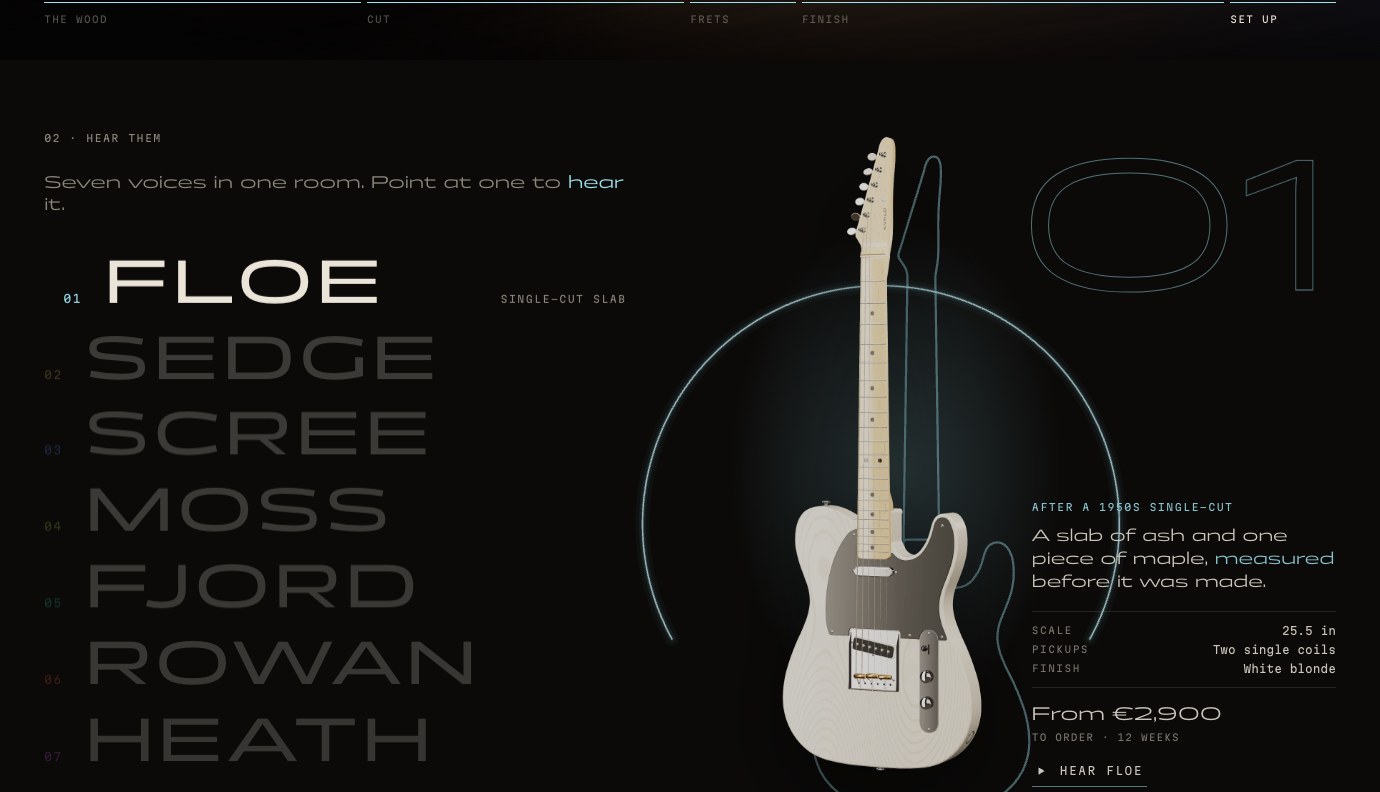 THE WOOD
CUT
FRETS
FINISH
SET UP
02 · HEAR THEM
Seven voices in one room. Point at one to hear
it.
01 FLOE SINGLE-CUT SLAB
02 SEDGE
03 SCREE
04 MOSS
05 FJORD
06 ROWAN
07 HEATH
01
AFTER A 1950S SINGLE-CUT
A slab of ash and one
piece of maple, measured
before it was made.
SCALE 25.5 in
PICKUPS Two single coils
FINISH White blonde
From €2,900
TO ORDER · 12 WEEKS
HEAR FLOE